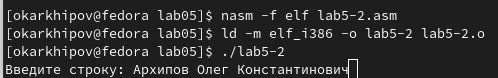 [okarkhipov@fedora lab05]$ nasm -f elf lab5-2.asm
[okarkhipov@fedora lab05]$ ld -m elf_i386 -o lab5-2 lab5-2.o
[okarkhipov@fedora lab05]$ ./lab5-2
Введите строку: Архипов Олег Константинович